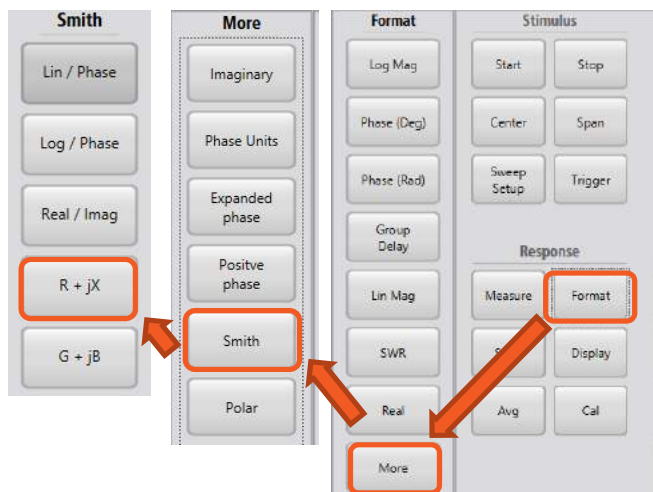 Smith
Lin / Phase
Log / Phase
Real / Imag
R + jX
G + jB
More
Imaginary
Phase Units
Expanded
phase
Positve
phase
Smith
Polar
Format
Log Mag
Phase (Deg)
Phase (Rad)
Group
Delay
Lin Mag
SWR
Real
More
Stimulus
Start
Stop
Center
Span
Sweep
Setup
Trigger
Response
Measure
Format
Display
Avg
Cal